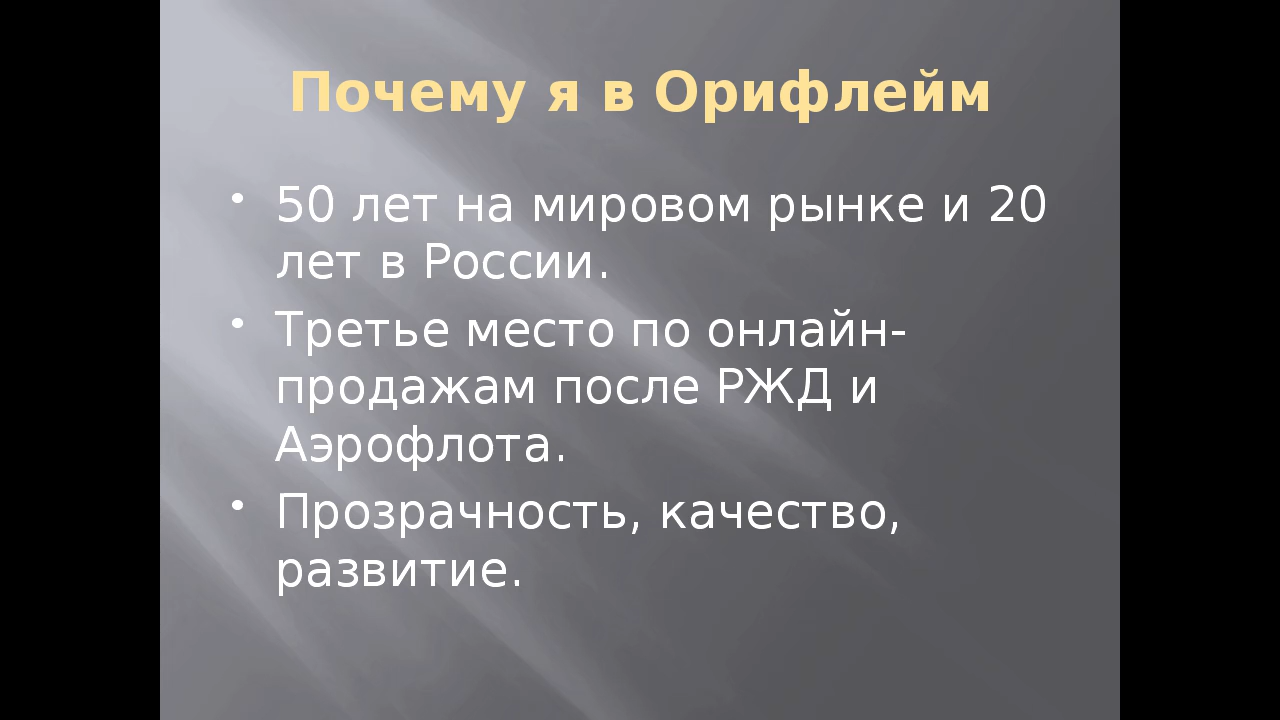 Почему я в Орифлейм
• 50 лет на мировом рынке и 20
лет в России.
• Третье место по онлайн-
продажам после РЖД и
Аэрофлота.
• Прозрачность, качество,
развитие.